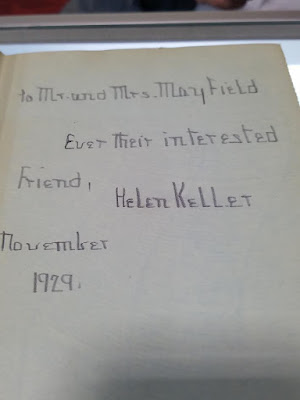 To Mr. and Mrs. Mayfield
Ever their interested
friend,
Helen Keller
November
1929.